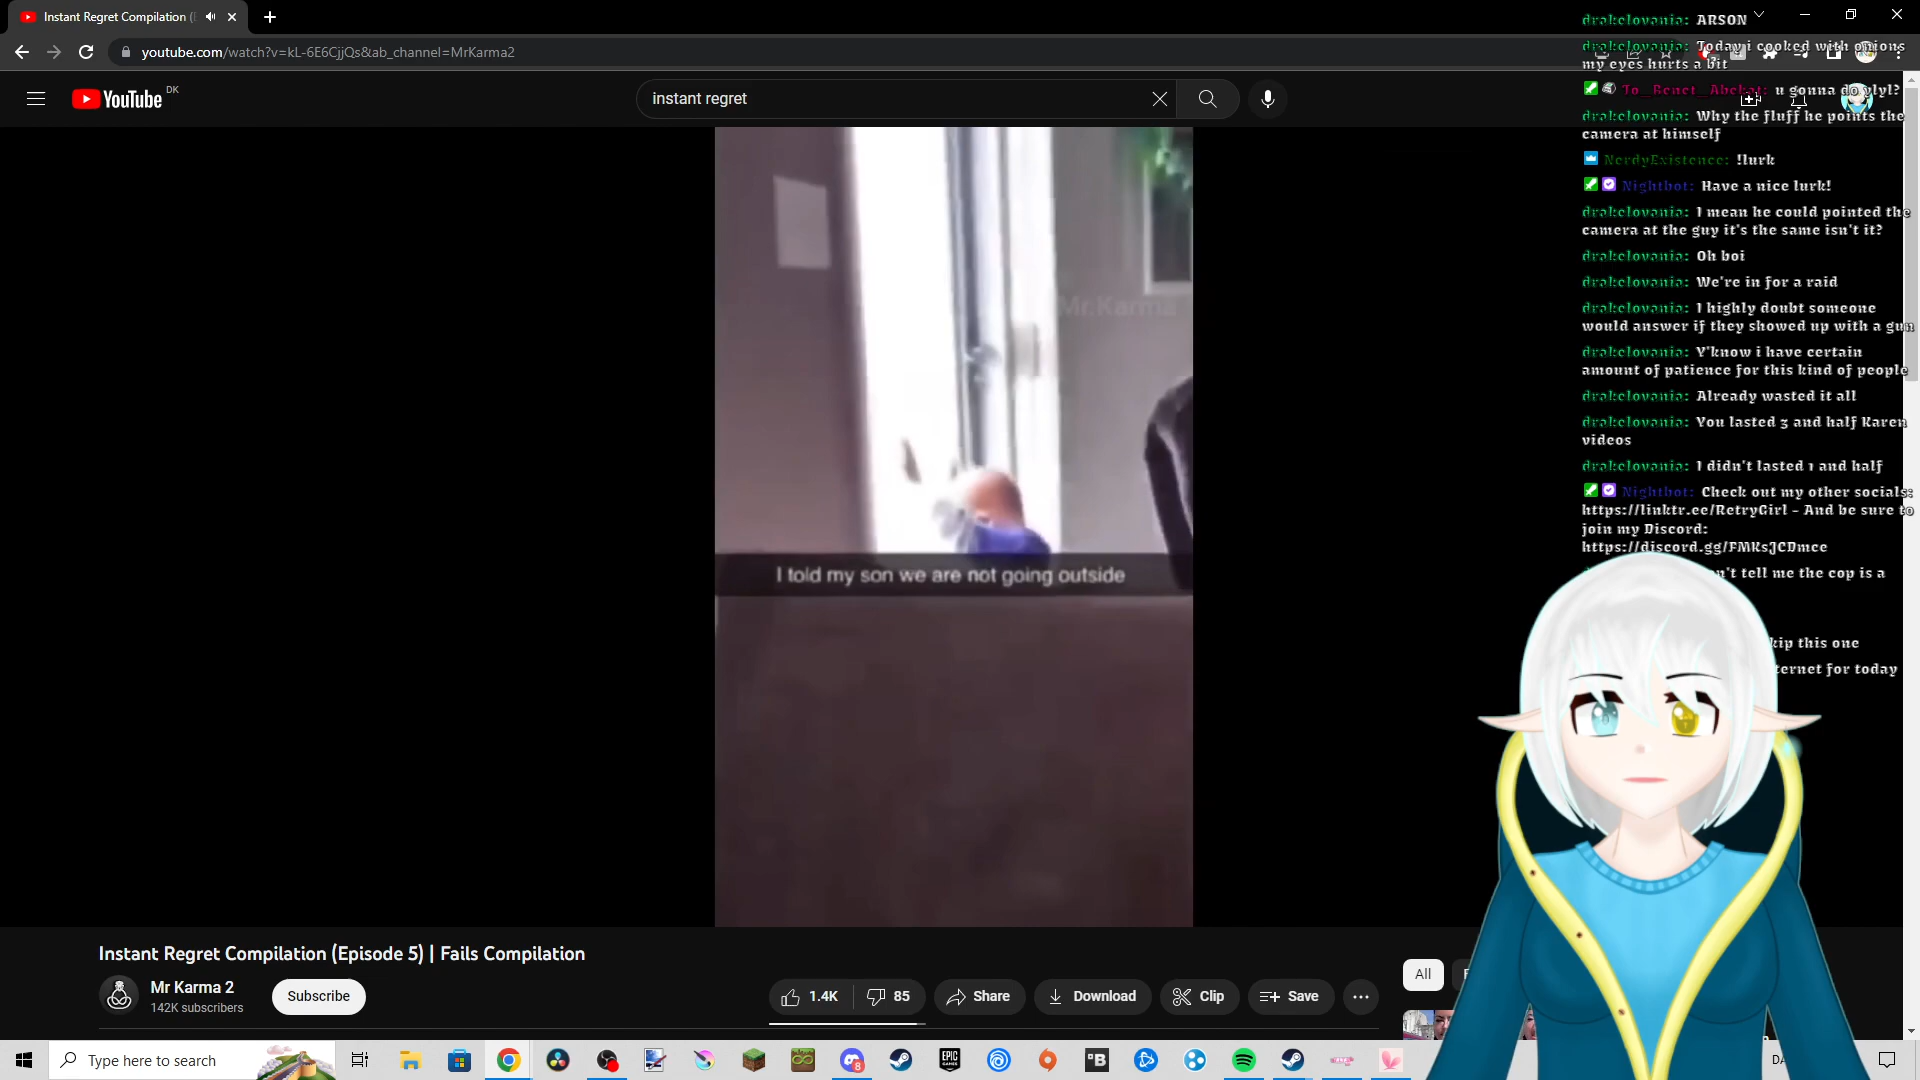 Instant Regret Compilation (
youtube.com/watch?v=kL-6E6CjjQs&ab_channel=MrKarma2
YouTube DK
instant regret
Mr.Karma
I told my son we are not going outside
Instant Regret Compilation (Episode 5) | Fails Compilation
Mr Karma 2
142K subscribers
Subscribe
1.4K
85
Share
Download
Clip
Save
All
drakelovania: ARSON
drakelovania: Today i cooked with onions
my eyes hurts a bit
To_Beact_Abekat: u gonna do ylyl?
drakelovania: Why the fluff he points the
camera at himself
NerdyExistence: !lurk
Nightbot: Have a nice lurk!
drakelovania: I mean he could pointed the
camera at the guy it's the same isn't it?
drakelovania: Oh boi
drakelovania: We're in for a raid
drakelovania: I highly doubt someone
would answer if they showed up with a gun
drakelovania: Y'know i have certain
amount of patience for this kind of people
drakelovania: Already wasted it all
drakelovania: You lasted 3 and half Karen
videos
drakelovania: I didn't lasted 1 and half
Nightbot: Check out my other socials:
https://linktr.ee/RetryGirl - And be sure to
join my Discord:
https://discord.gg/FMKsJCDmce
n't tell me the cop is a
kip this one
ternet for today
Type here to search
EPIC GAMES
B
8
DA